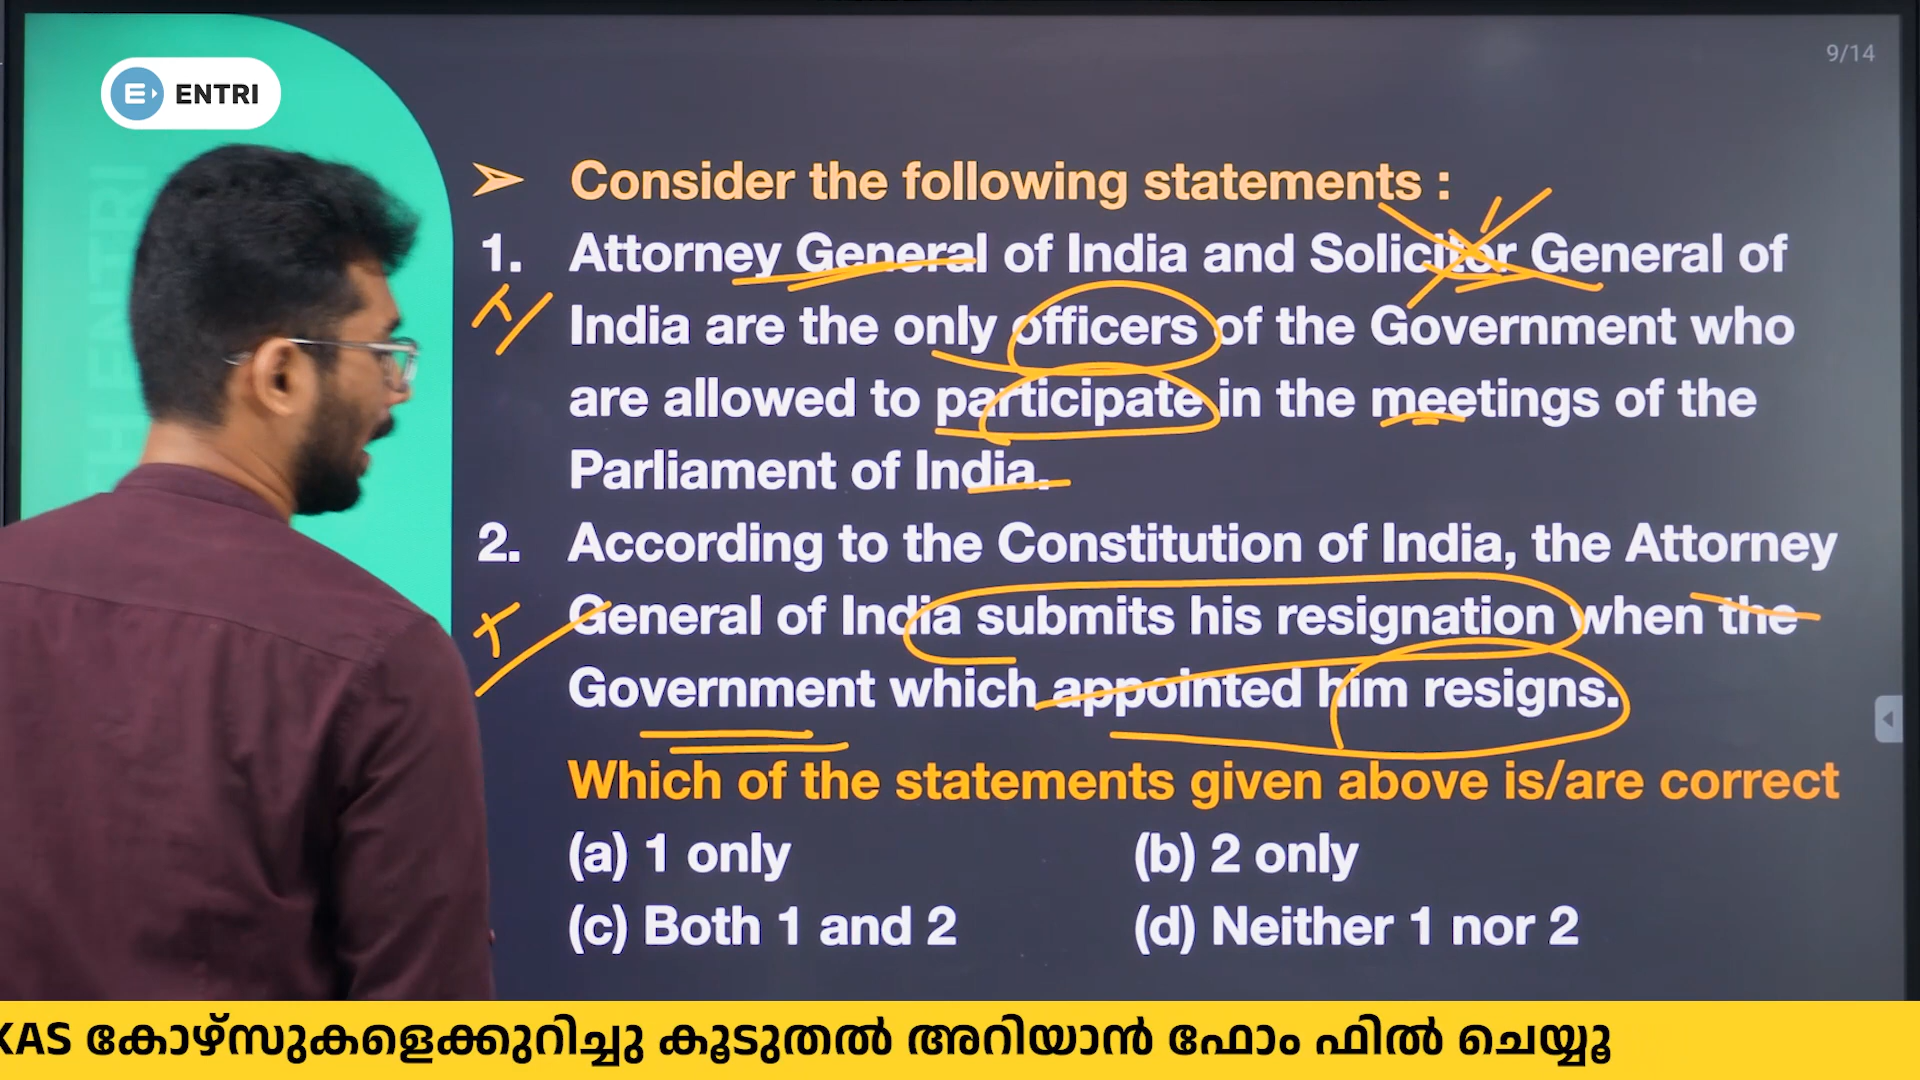 9/14
ENTRI
➢ Consider the following statements :
1. Attorney General of India and Solicitor General of
India are the only officers of the Government who
are allowed to participate in the meetings of the
Parliament of India.
2. According to the Constitution of India, the Attorney
General of India submits his resignation when the
Government which appointed him resigns.
Which of the statements given above is/are correct
(a) 1 only (b) 2 only
(c) Both 1 and 2 (d) Neither 1 nor 2
KAS കോഴ്സുകളെക്കുറിച്ചു കൂടുതൽ അറിയാൻ ഫോം ഫിൽ ചെയ്യൂ